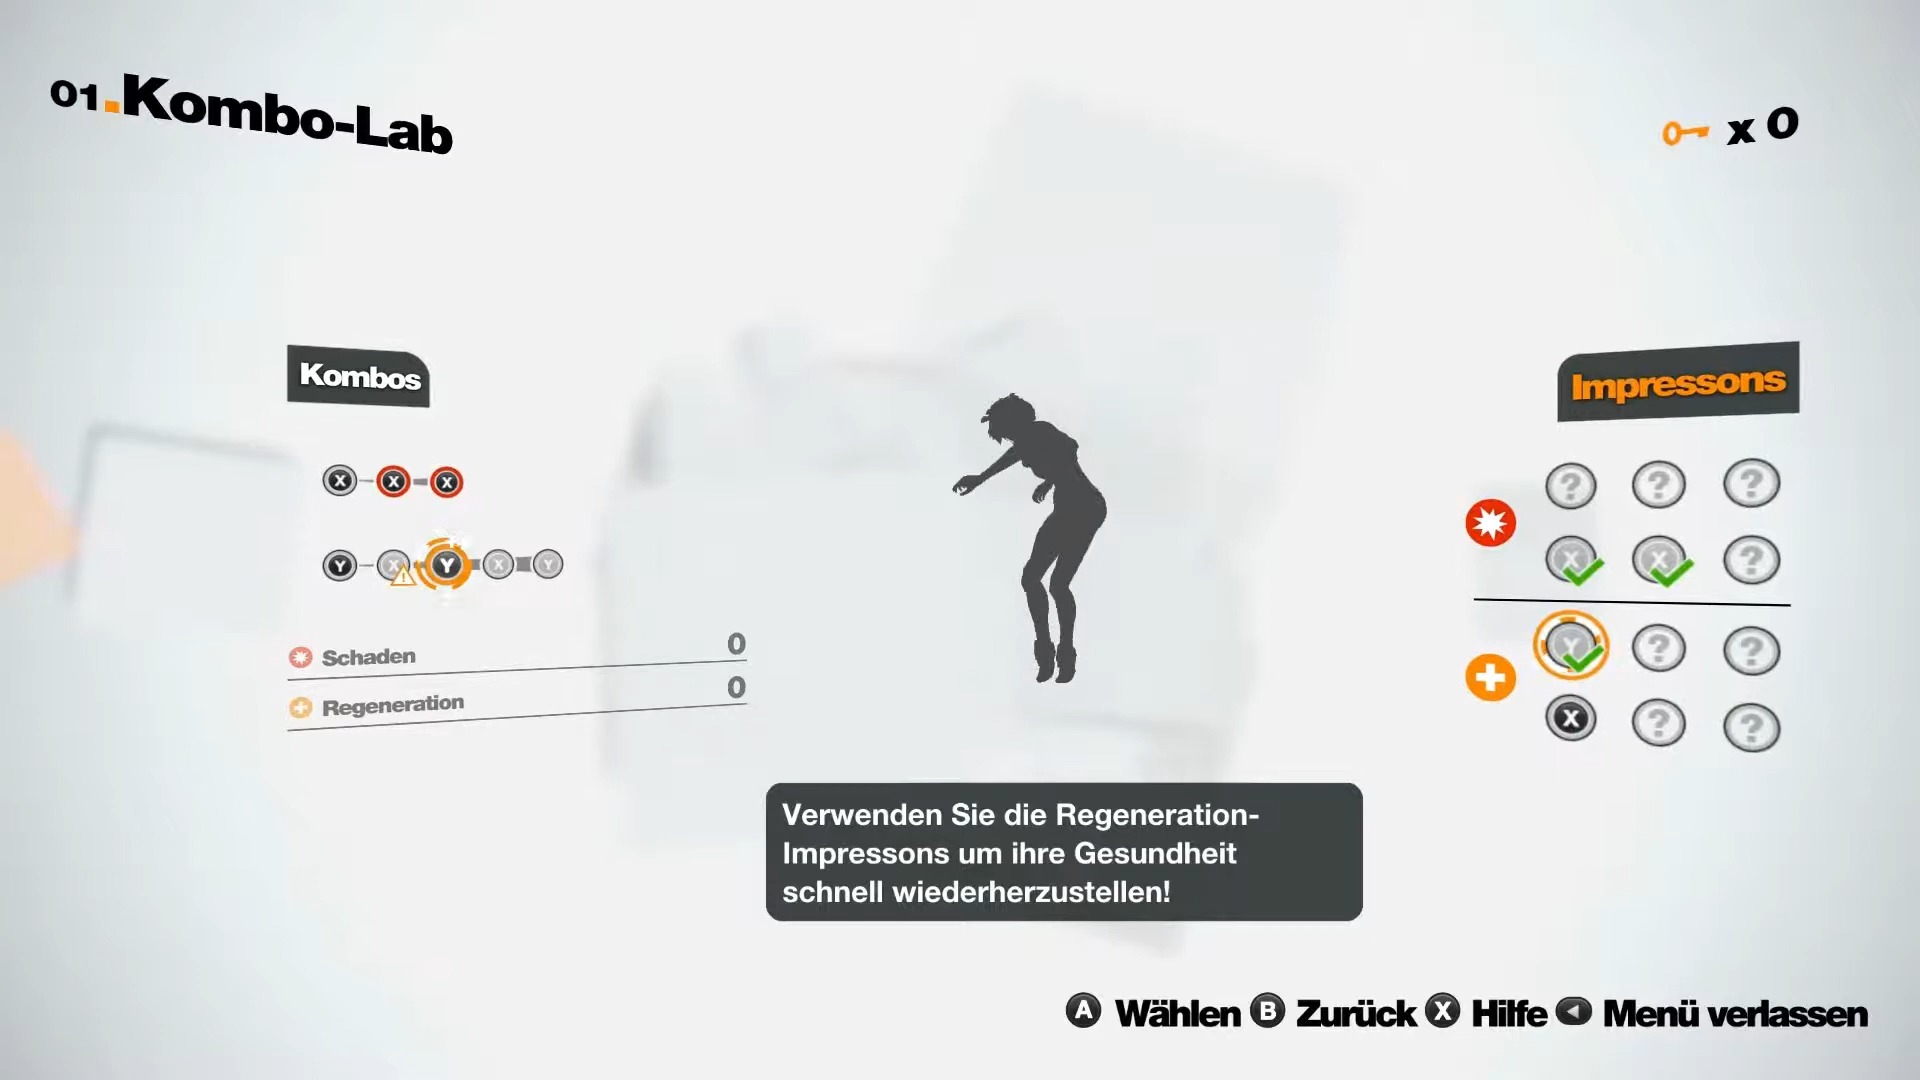 01.Kombo-Lab
x 0
Kombos
Impressons
X X X
Y X Y X Y
? ? ?
X X ?
Y ? ?
X ? ?
Schaden 0
Regeneration 0
Verwenden Sie die Regeneration-
Impressons um ihre Gesundheit
schnell wiederherzustellen!
A Wählen B Zurück X Hilfe Menü verlassen